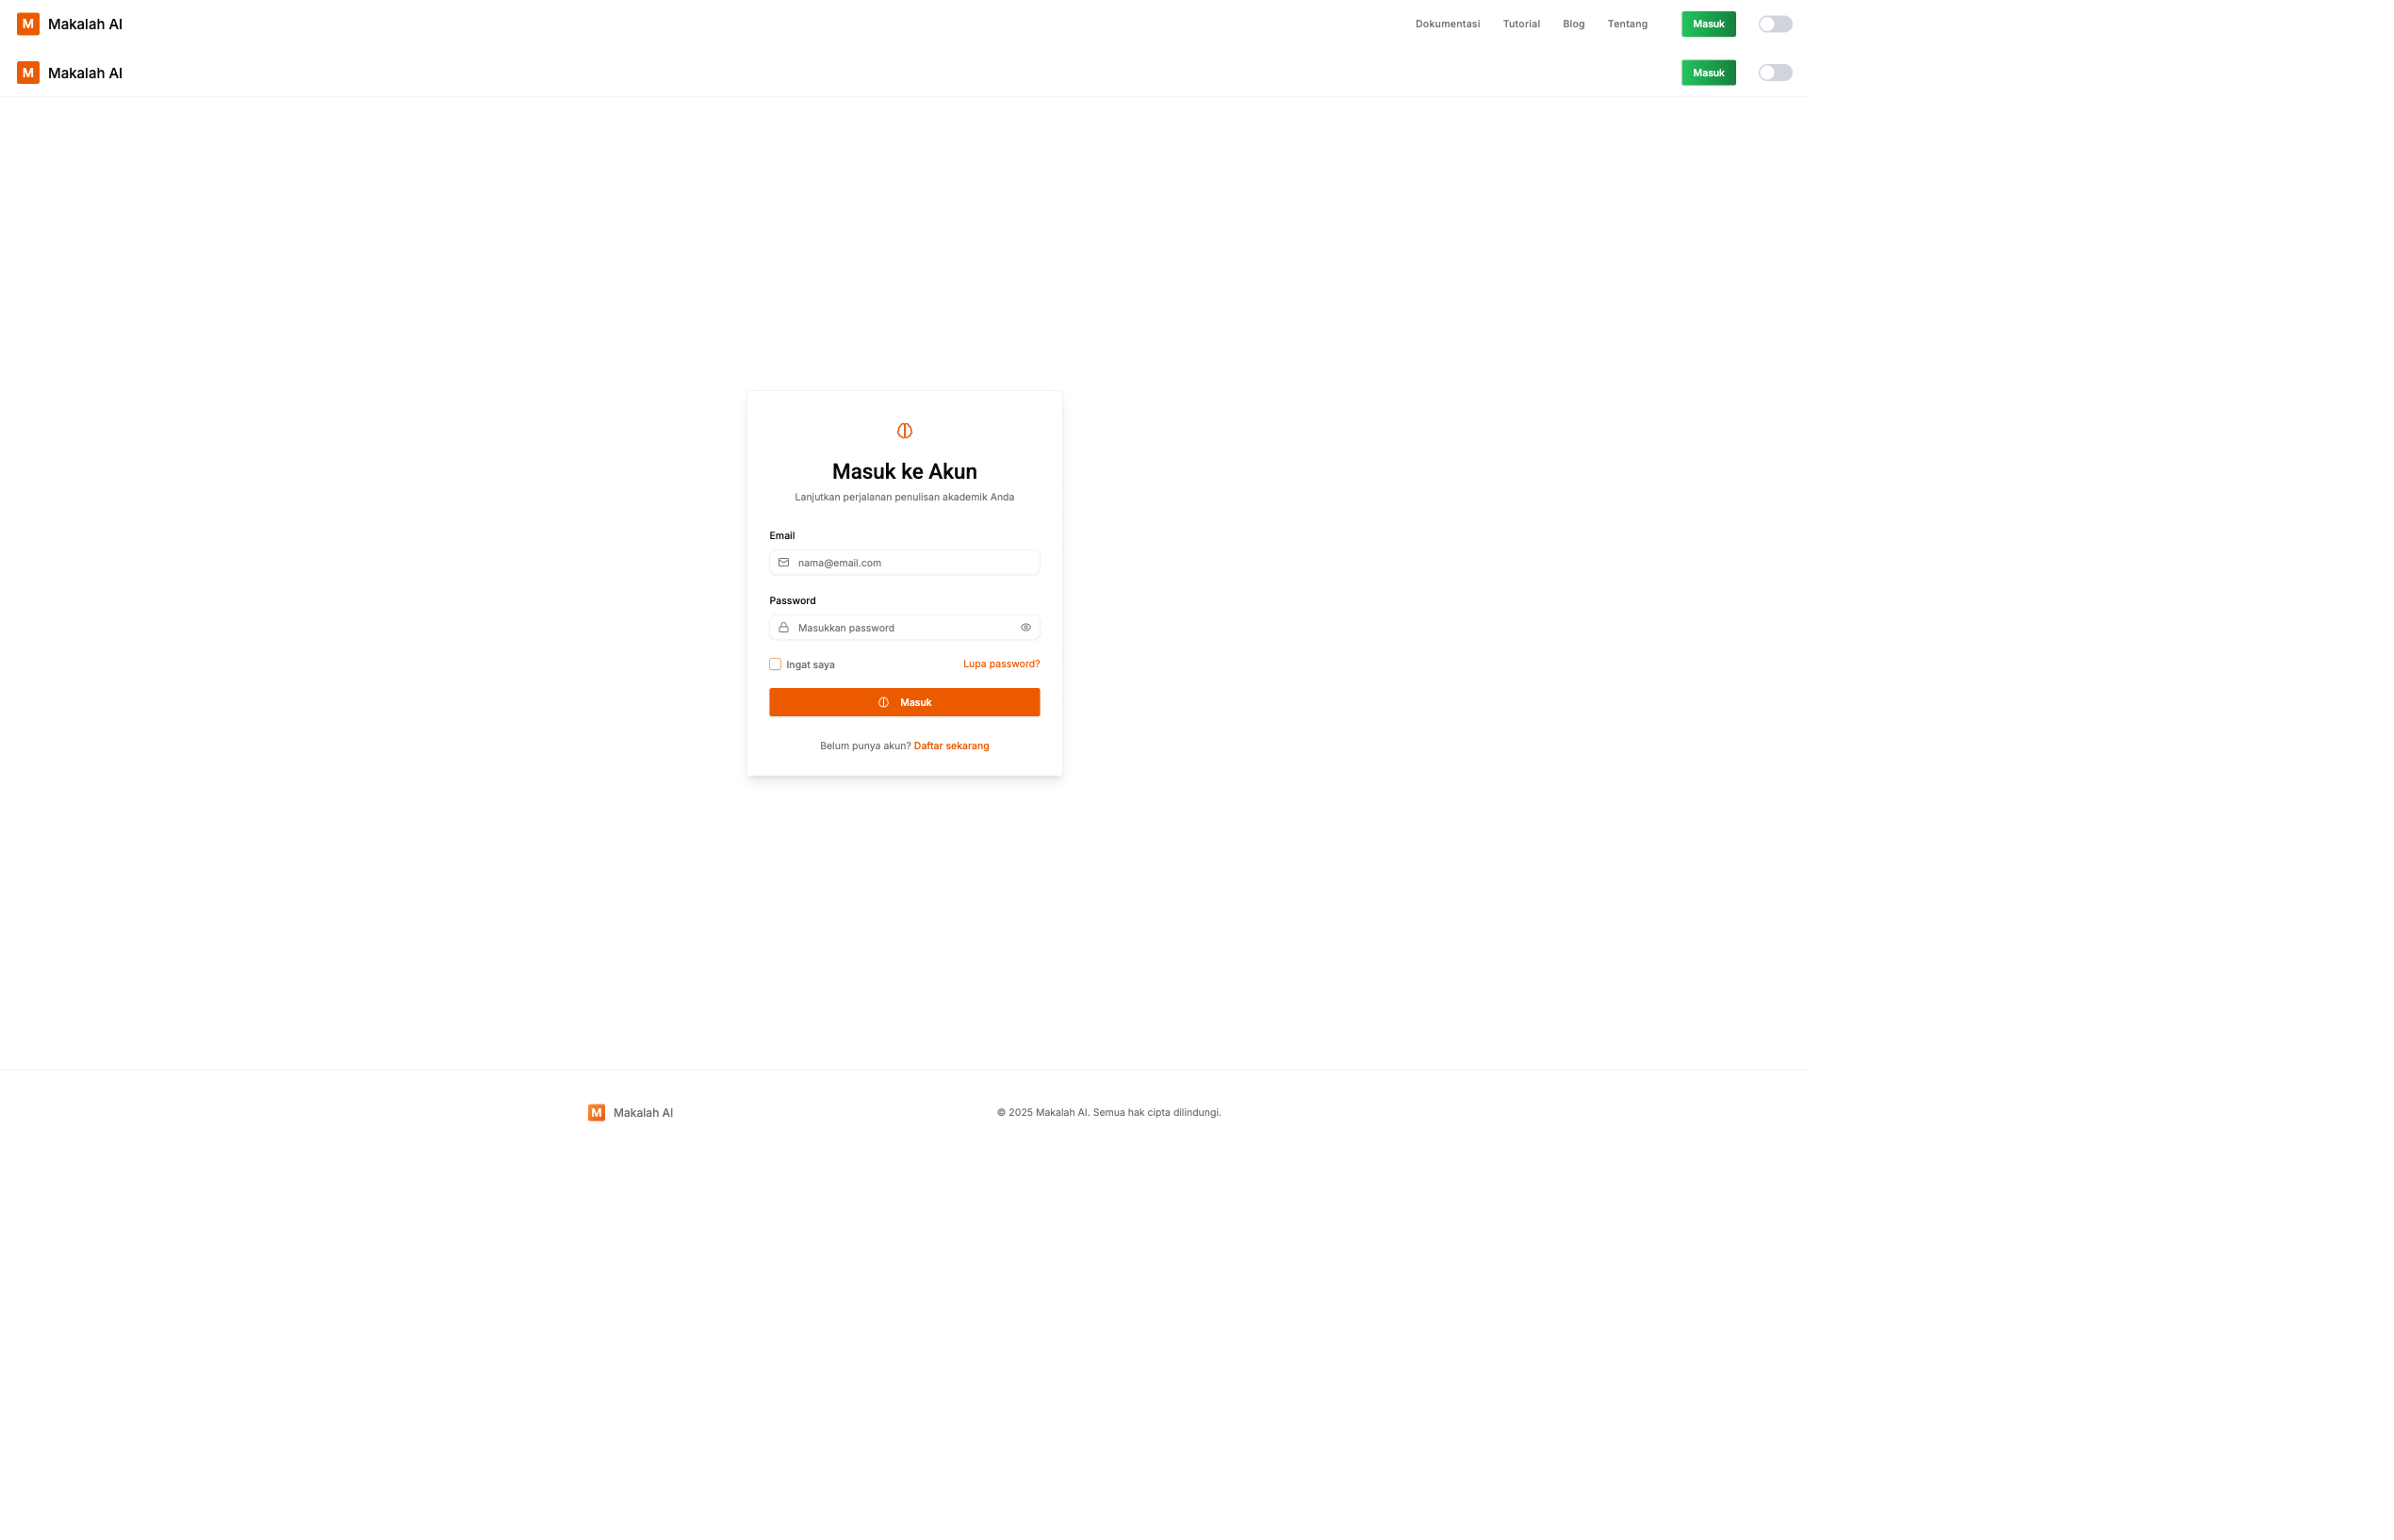 M Makalah AI Dokumentasi Tutorial Blog Tentang Masuk
M Makalah AI Masuk
Masuk ke Akun
Lanjutkan perjalanan penulisan akademik Anda
Email
nama@email.com
Password
Masukkan password
Ingat saya Lupa password?
Masuk
Belum punya akun? Daftar sekarang
M Makalah AI © 2025 Makalah AI. Semua hak cipta dilindungi.